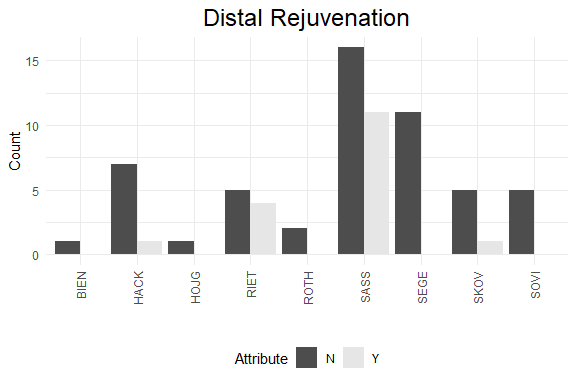 Distal Rejuvenation
Count
15
10
5
0
BIEN HACK HOJG RIET ROTH SASS SEGE SKOV SOVI
Attribute N Y